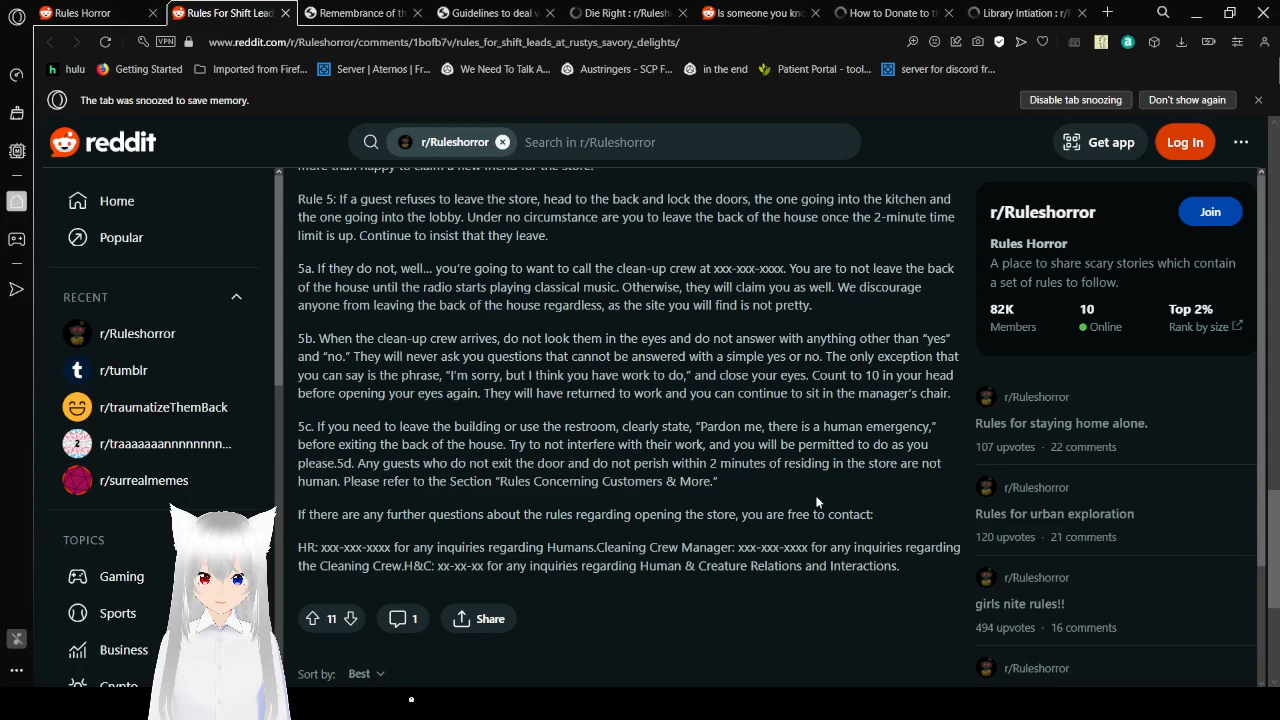 Rules Horror
Rules For Shift Lead
Remembrance of th
Guidelines to deal w
Die Right : r/Rulesh
Is someone you kn
How to Donate to t
Library Intiation : r/
VPN
www.reddit.com/r/Ruleshorror/comments/1bofb7v/rules_for_shift_leads_at_rustys_savory_delights/
hulu
Getting Started
Imported from Firef...
Server | Aternos | Fr...
We Need To Talk A...
Austringers - SCP F...
in the end
Patient Portal - tool...
server for discord fr...
The tab was snoozed to save memory.
Disable tab snoozing
Don't show again
reddit
r/Ruleshorror
Search in r/Ruleshorror
Get app
Log In
more than happy to claim a new friend for the store.
Home
Popular
RECENT
r/Ruleshorror
r/tumblr
r/traumatizeThemBack
r/traaaaaaannnnnnnn...
r/surrealmemes
TOPICS
Gaming
Sports
Business
Crypto
Rule 5: If a guest refuses to leave the store, head to the back and lock the doors, the one going into the kitchen and
the one going into the lobby. Under no circumstance are you to leave the back of the house once the 2-minute time
limit is up. Continue to insist that they leave.
5a. If they do not, well... you're going to want to call the clean-up crew at xxx-xxx-xxxx. You are to not leave the back
of the house until the radio starts playing classical music. Otherwise, they will claim you as well. We discourage
anyone from leaving the back of the house regardless, as the site you will find is not pretty.
5b. When the clean-up crew arrives, do not look them in the eyes and do not answer with anything other than “yes”
and “no.” They will never ask you questions that cannot be answered with a simple yes or no. The only exception that
you can say is the phrase, “I'm sorry, but I think you have work to do,” and close your eyes. Count to 10 in your head
before opening your eyes again. They will have returned to work and you can continue to sit in the manager's chair.
5c. If you need to leave the building or use the restroom, clearly state, “Pardon me, there is a human emergency,”
before exiting the back of the house. Try to not interfere with their work, and you will be permitted to do as you
please.5d. Any guests who do not exit the door and do not perish within 2 minutes of residing in the store are not
human. Please refer to the Section “Rules Concerning Customers & More.”
If there are any further questions about the rules regarding opening the store, you are free to contact:
HR: xxx-xxx-xxxx for any inquiries regarding Humans.Cleaning Crew Manager: xxx-xxx-xxxx for any inquiries regarding
the Cleaning Crew.H&C: xx-xx-xx for any inquiries regarding Human & Creature Relations and Interactions.
11
1
Share
Sort by: Best
r/Ruleshorror
Join
Rules Horror
A place to share scary stories which contain
a set of rules to follow.
82K 10 Top 2%
Members Online Rank by size
r/Ruleshorror
Rules for staying home alone.
107 upvotes · 22 comments
r/Ruleshorror
Rules for urban exploration
120 upvotes · 21 comments
r/Ruleshorror
girls nite rules!!
494 upvotes · 16 comments
r/Ruleshorror